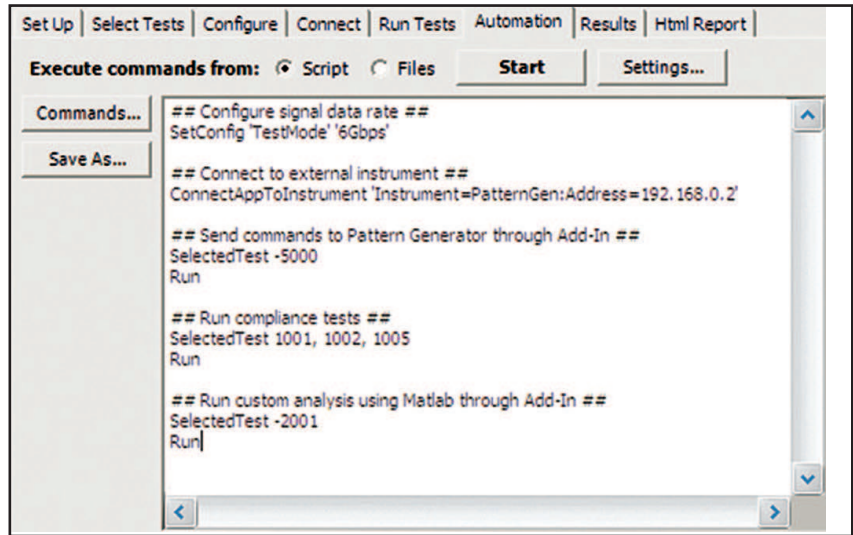 Set Up Select Tests Configure Connect Run Tests Automation Results Html Report
Execute commands from: Script Files Start Settings...
Commands...
Save As...
## Configure signal data rate ##
SetConfig 'TestMode' '6Gbps'
## Connect to external instrument ##
ConnectAppToInstrument 'Instrument=PatternGen:Address=192.168.0.2'
## Send commands to Pattern Generator through Add-In ##
SelectedTest -5000
Run
## Run compliance tests ##
SelectedTest 1001, 1002, 1005
Run
## Run custom analysis using Matlab through Add-In ##
SelectedTest -2001
Run